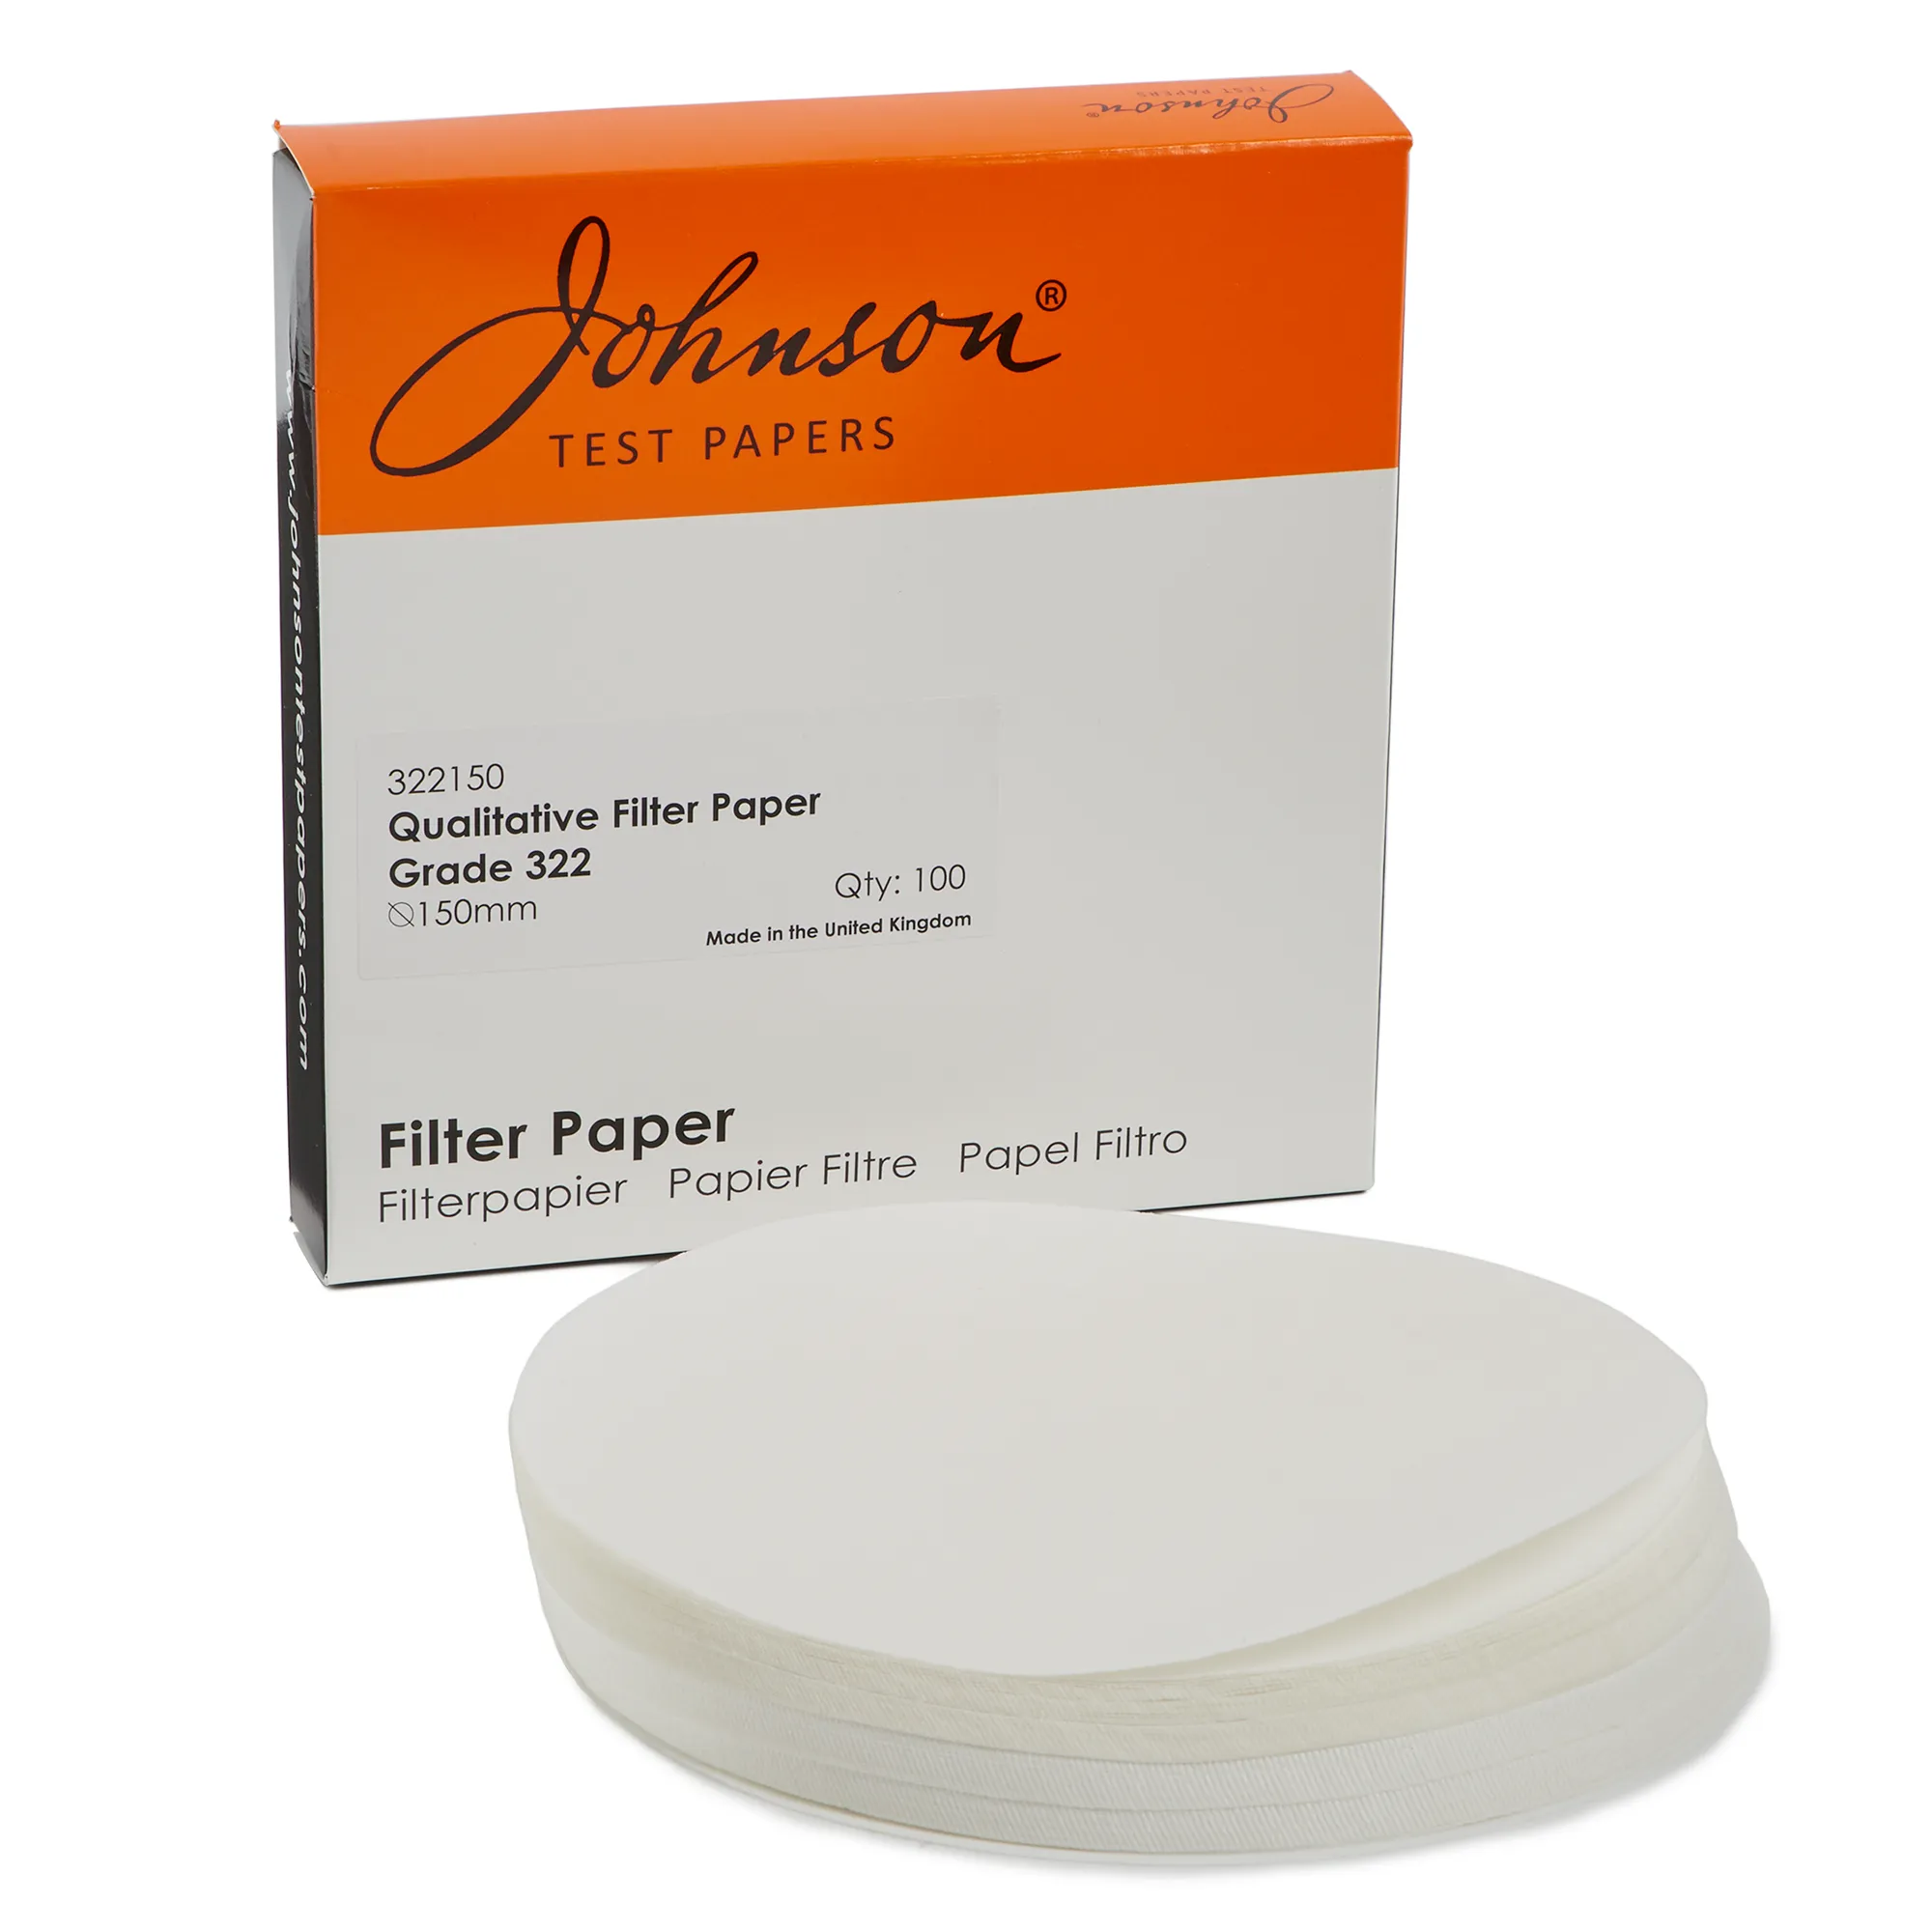 Johnson®
TEST PAPERS
Johnson®
TEST PAPERS
www.johnsontestpapers.com
322150
Qualitative Filter Paper
Grade 322
⌀150mm
Qty: 100
Made in the United Kingdom
Filter Paper
Filterpapier Papier Filtre Papel Filtro